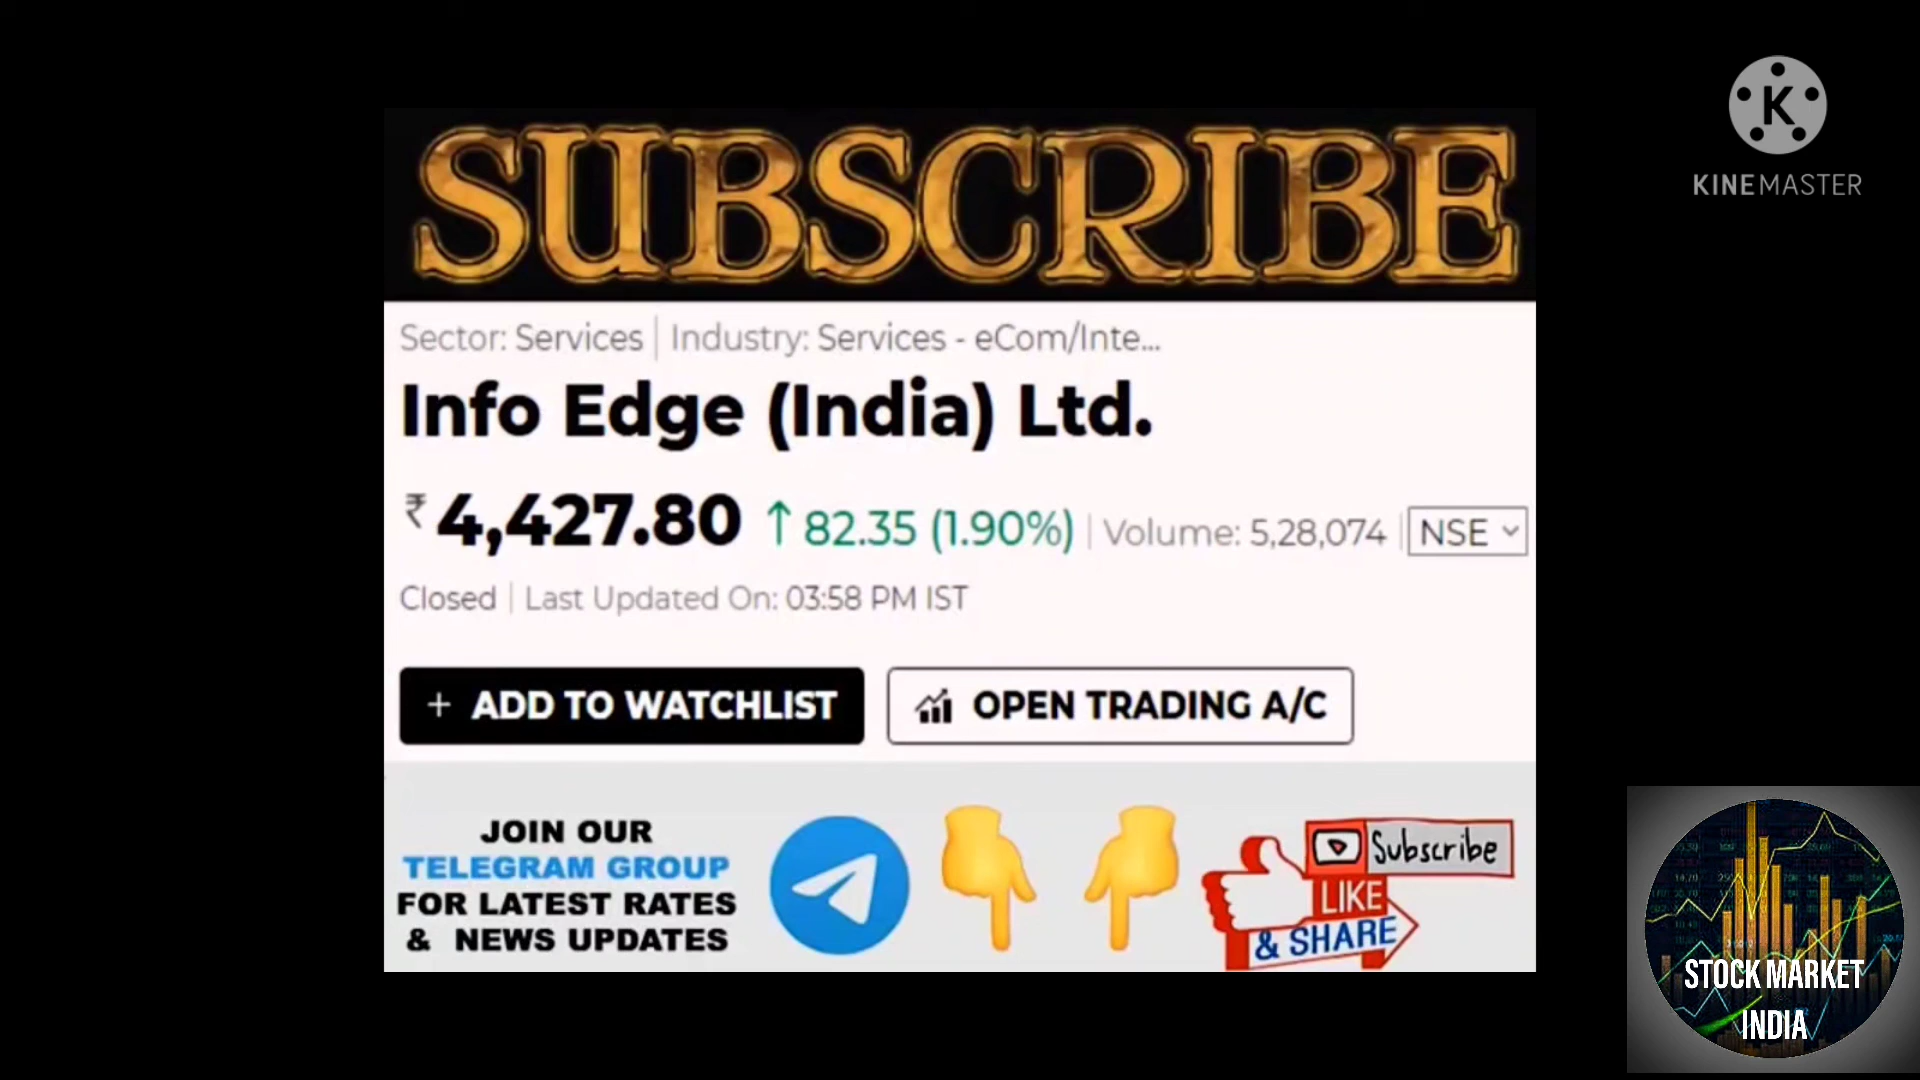 K
KINEMASTER
SUBSCRIBE
Sector: Services | Industry: Services - eCom/Inte...
Info Edge (India) Ltd.
₹4,427.80 ↑ 82.35 (1.90%) | Volume: 5,28,074 | NSE
Closed | Last Updated On: 03:58 PM IST
+ ADD TO WATCHLIST
OPEN TRADING A/C
JOIN OUR
TELEGRAM GROUP
FOR LATEST RATES
& NEWS UPDATES
Subscribe
LIKE
& SHARE
STOCK MARKET
INDIA